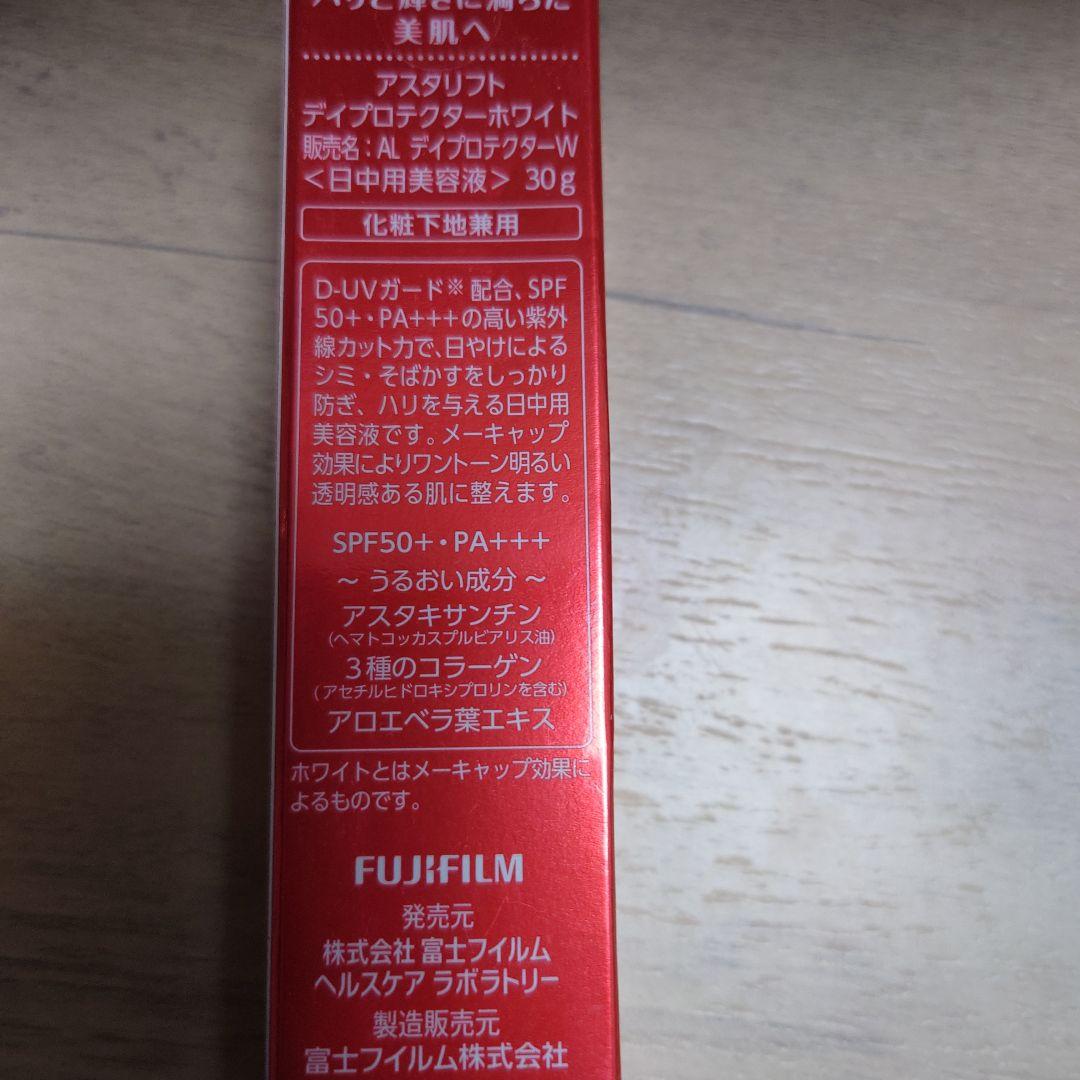 ハリと輝きに満ちた
美肌へ
アスタリフト
デイプロテクターホワイト
販売名：AL デイプロテクターW
＜日中用美容液＞ 30g
化粧下地兼用
D-UVガード※配合、SPF
50+・PA+++の高い紫外
線カット力で、日やけによる
シミ・そばかすをしっかり
防ぎ、ハリを与える日中用
美容液です。メーキャップ
効果によりワントーン明るい
透明感ある肌に整えます。
SPF50+・PA+++
～ うるおい成分 ～
アスタキサンチン
(ヘマトコッカスプルビアリス油)
3種のコラーゲン
(アセチルヒドロキシプロリンを含む)
アロエベラ葉エキス
ホワイトとはメーキャップ効果に
よるものです。
FUJIFILM
発売元
株式会社 富士フイルム
ヘルスケア ラボラトリー
製造販売元
富士フイルム株式会社